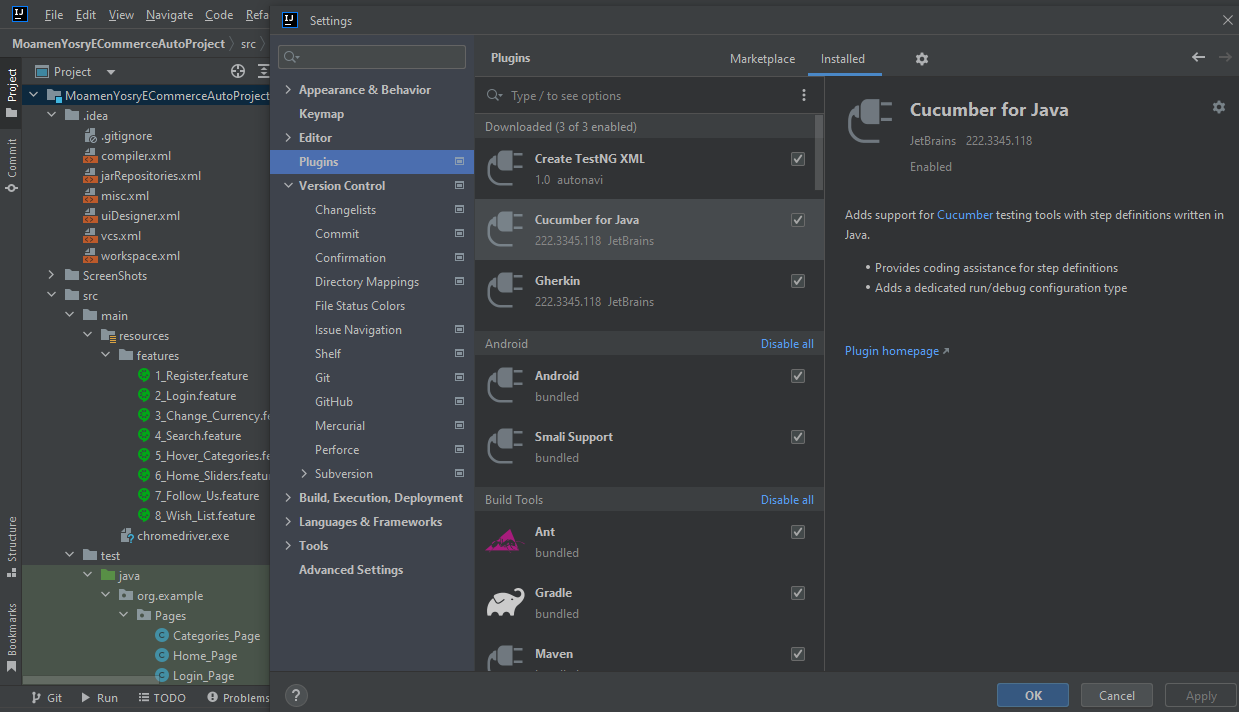 File Edit View Navigate Code Refa
MoamenYosryECommerceAutoProject src
Project
MoamenYosryECommerceAutoProject
.idea
.gitignore
compiler.xml
jarRepositories.xml
misc.xml
uiDesigner.xml
vcs.xml
workspace.xml
ScreenShots
src
main
resources
features
1_Register.feature
2_Login.feature
3_Change_Currency.fe
4_Search.feature
5_Hover_Categories.fe
6_Home_Sliders.featu
7_Follow_Us.feature
8_Wish_List.feature
chromedriver.exe
test
java
org.example
Pages
Categories_Page
Home_Page
Login_Page
Project
Commit
Structure
Bookmarks
Git Run TODO Problems
Settings
Appearance & Behavior
Keymap
Editor
Plugins
Version Control
Changelists
Commit
Confirmation
Directory Mappings
File Status Colors
Issue Navigation
Shelf
Git
GitHub
Mercurial
Perforce
Subversion
Build, Execution, Deployment
Languages & Frameworks
Tools
Advanced Settings
Plugins Marketplace Installed
Type / to see options
Downloaded (3 of 3 enabled)
Create TestNG XML
1.0 autonavi
Cucumber for Java
222.3345.118 JetBrains
Gherkin
222.3345.118 JetBrains
Android Disable all
Android
bundled
Smali Support
bundled
Build Tools Disable all
Ant
bundled
Gradle
bundled
Maven
Cucumber for Java
JetBrains 222.3345.118
Enabled
Adds support for Cucumber testing tools with step definitions written in
Java.
• Provides coding assistance for step definitions
• Adds a dedicated run/debug configuration type
Plugin homepage ↗
?
OK Cancel Apply